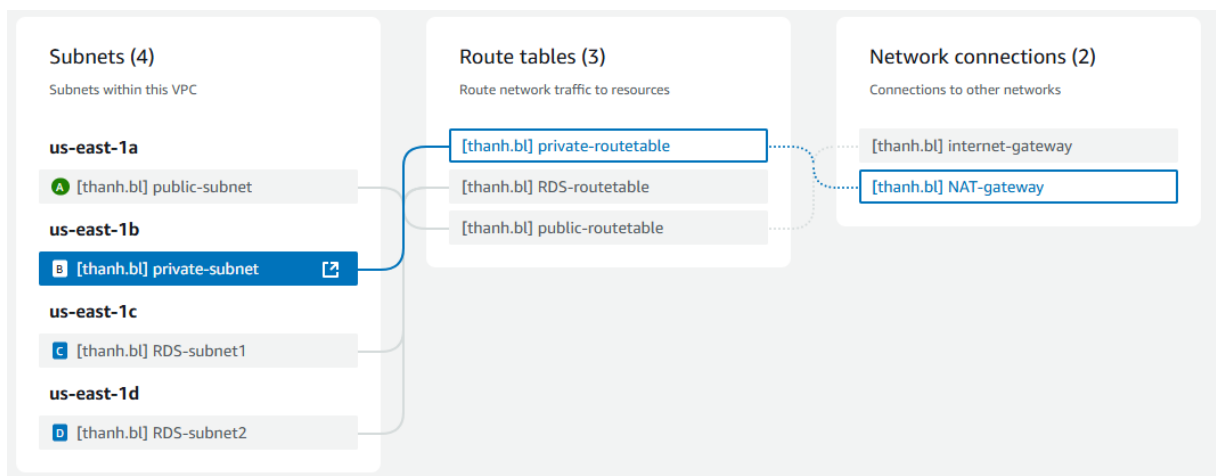 Subnets (4)
Subnets within this VPC
us-east-1a
A [thanh.bl] public-subnet
us-east-1b
B [thanh.bl] private-subnet
us-east-1c
C [thanh.bl] RDS-subnet1
us-east-1d
D [thanh.bl] RDS-subnet2
Route tables (3)
Route network traffic to resources
[thanh.bl] private-routetable
[thanh.bl] RDS-routetable
[thanh.bl] public-routetable
Network connections (2)
Connections to other networks
[thanh.bl] internet-gateway
[thanh.bl] NAT-gateway